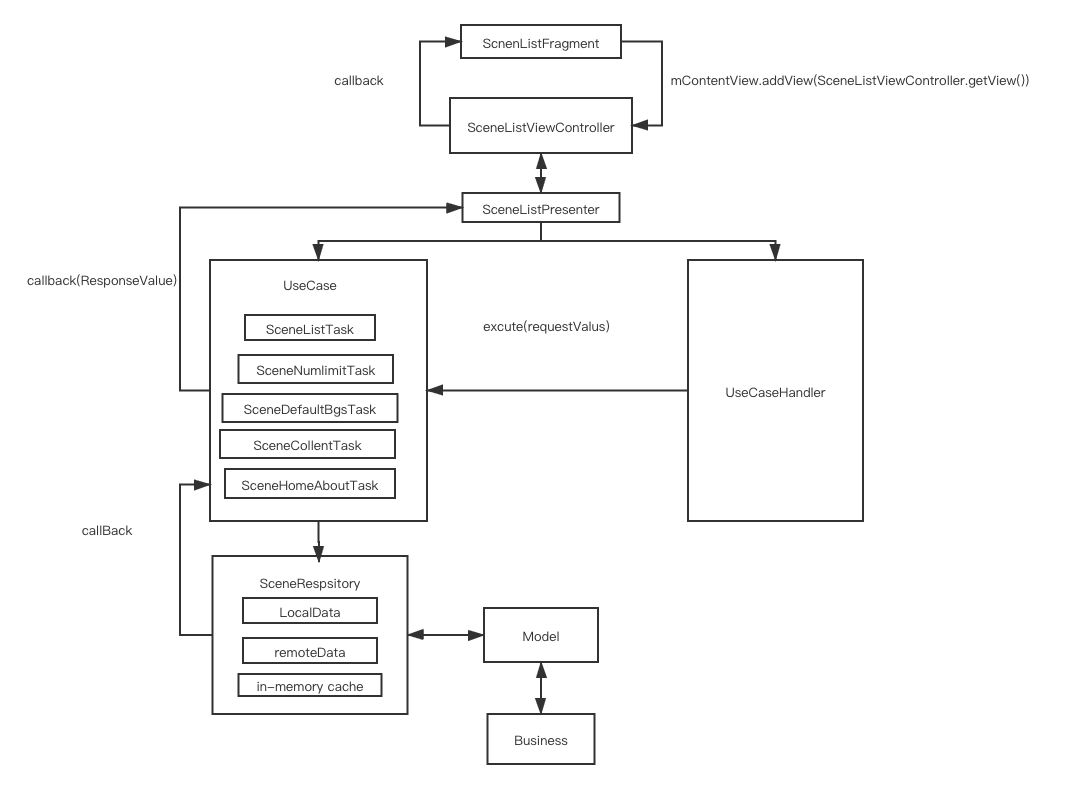 ScnenListFragment
callback
mContentView.addView(SceneListViewController.getView())
SceneListViewController
SceneListPresenter
callback(ResponseValue)
UseCase
SceneListTask
SceneNumlimitTask
SceneDefaultBgsTask
SceneCollentTask
SceneHomeAboutTask
excute(requestValus)
UseCaseHandler
callBack
SceneRespsitory
LocalData
remoteData
in-memory cache
Model
Business